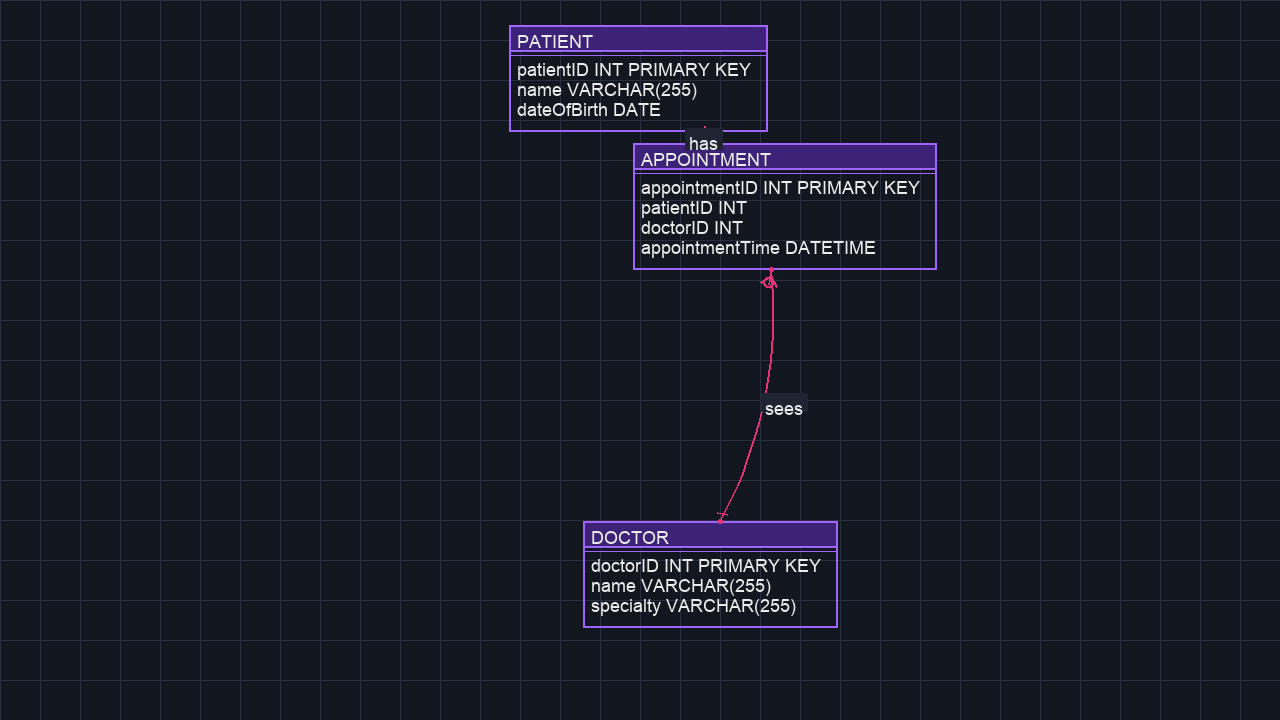 PATIENT
patientID INT PRIMARY KEY
name VARCHAR(255)
dateOfBirth DATE
has
APPOINTMENT
appointmentID INT PRIMARY KEY
patientID INT
doctorID INT
appointmentTime DATETIME
sees
DOCTOR
doctorID INT PRIMARY KEY
name VARCHAR(255)
specialty VARCHAR(255)